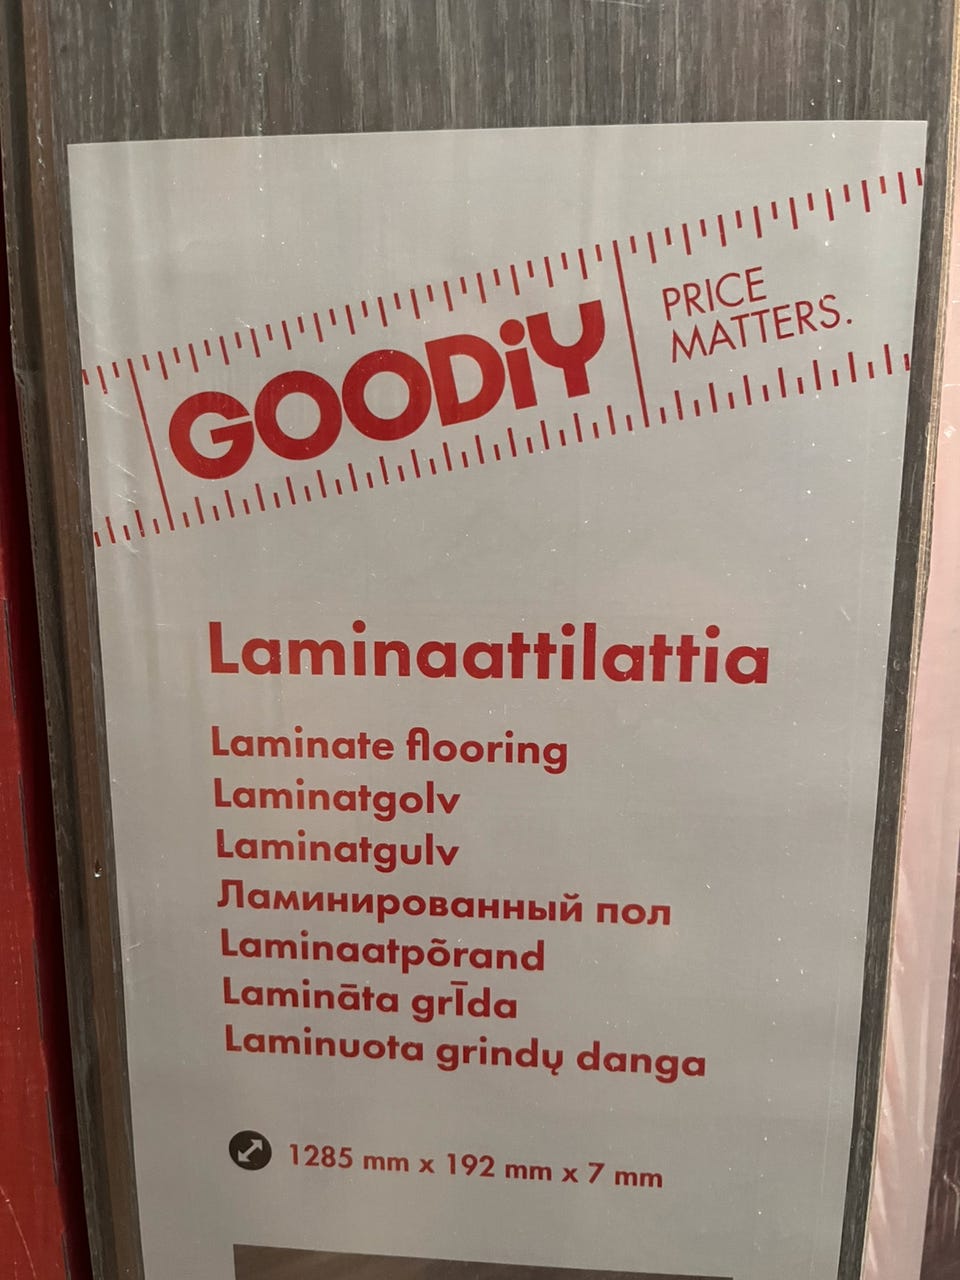 GOODiY
PRICE
MATTERS.
Laminaattilattia
Laminate flooring
Laminatgolv
Laminatgulv
Ламинированный пол
Laminaatpõrand
Lamināta grĪda
Laminuota grindų danga
1285 mm x 192 mm x 7 mm